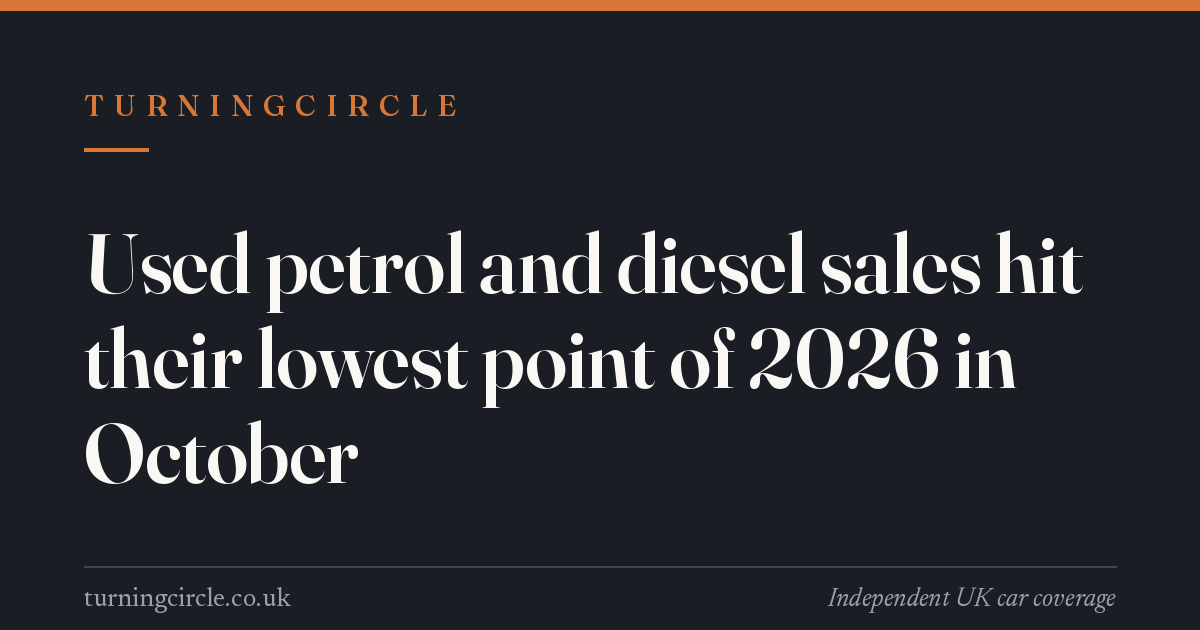 TURNINGCIRCLE
Used petrol and diesel sales hit
their lowest point of 2026 in
October
turningcircle.co.uk
Independent UK car coverage